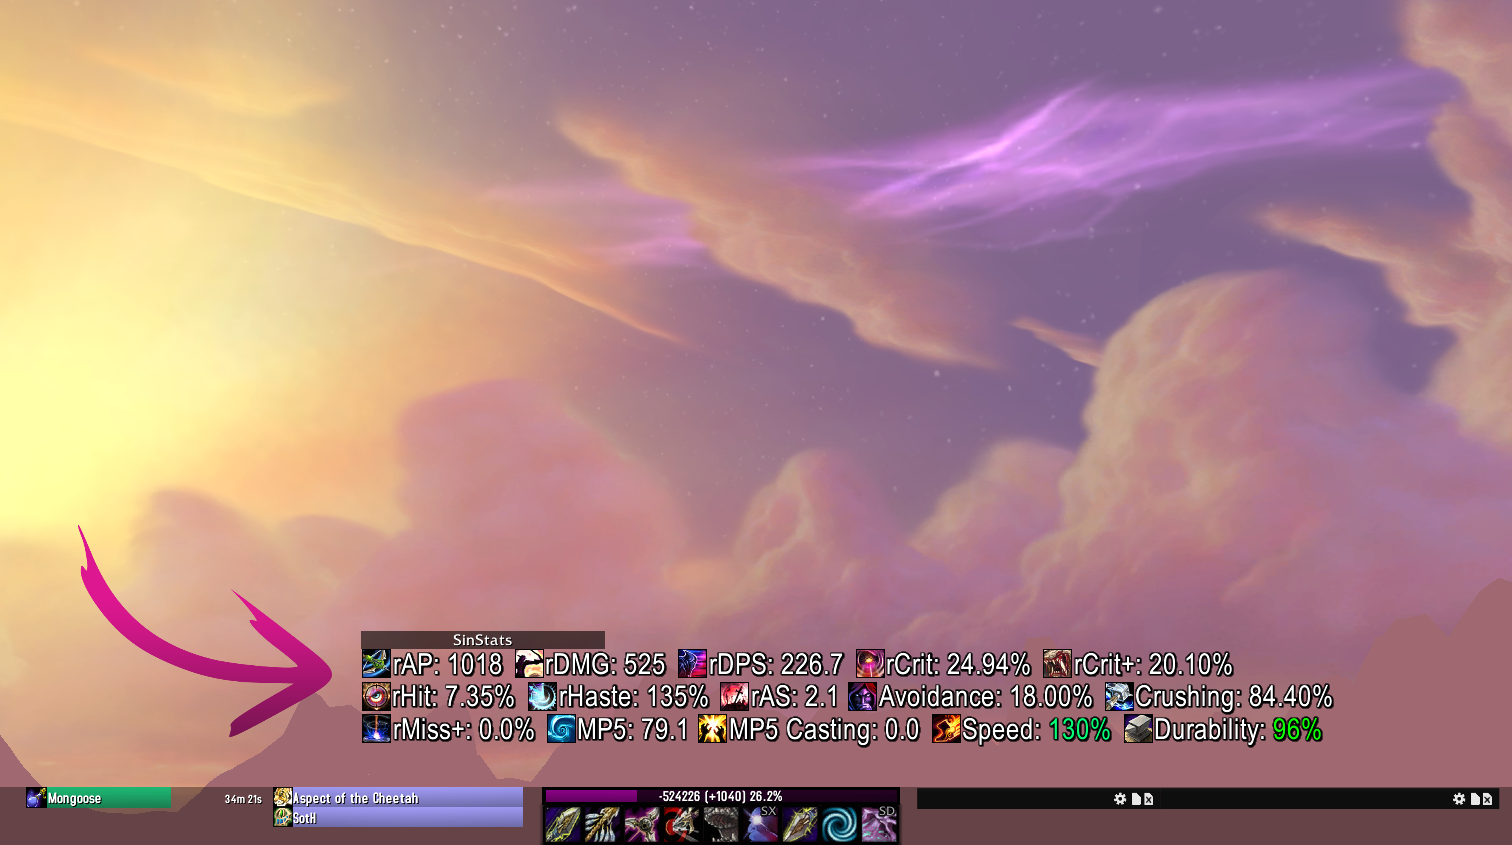 SinStats
rAP: 1018 rDMG: 525 rDPS: 226.7 rCrit: 24.94% rCrit+: 20.10%
rHit: 7.35% rHaste: 135% rAS: 2.1 Avoidance: 18.00% Crushing: 84.40%
rMiss+: 0.0% MP5: 79.1 MP5 Casting: 0.0 Speed: 130% Durability: 96%
Mongoose 34m 21s Aspect of the Cheetah -524226 (+1040) 26.2%
SotH SX SD